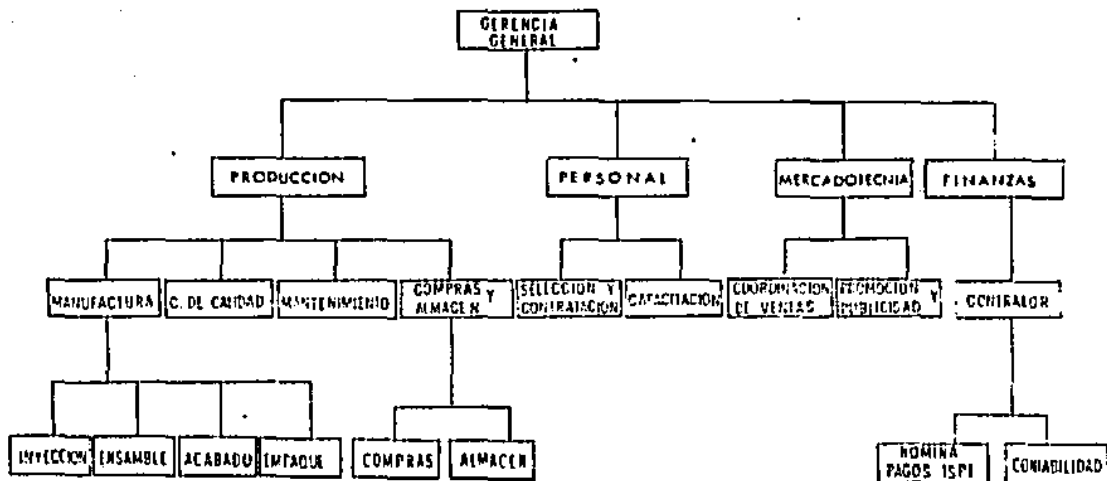 GERENCIA
GENERAL
PRODUCCION
PERSONAL
MERCADOTECNIA
FINANZAS
MANUFACTURA
C. DE CALIDAD
MANTENIMIENTO
COMPRAS Y
ALMACEN
SELECCION Y
CONTRATACION
CAPACITACION
COORDINACION
DE VENTAS
PROMOCION Y
PUBLICIDAD
CONTRALOR
INYECCION
ENSAMBLE
ACABADO
EMPAQUE
COMPRAS
ALMACEN
NOMINA
PAGOS ISPT
CONTABILIDAD